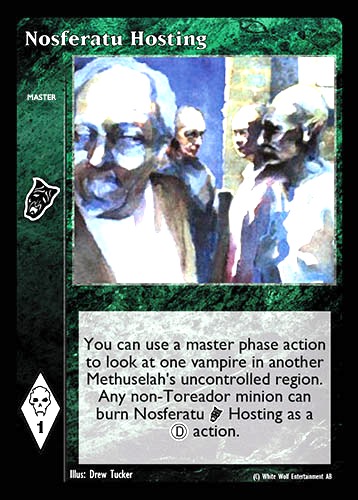 Nosferatu Hosting
MASTER
You can use a master phase action
to look at one vampire in another
Methuselah's uncontrolled region.
Any non-Toreador minion can
burn Nosferatu Hosting as a
D action.
1
Illus: Drew Tucker
(C) White Wolf Entertainment AB